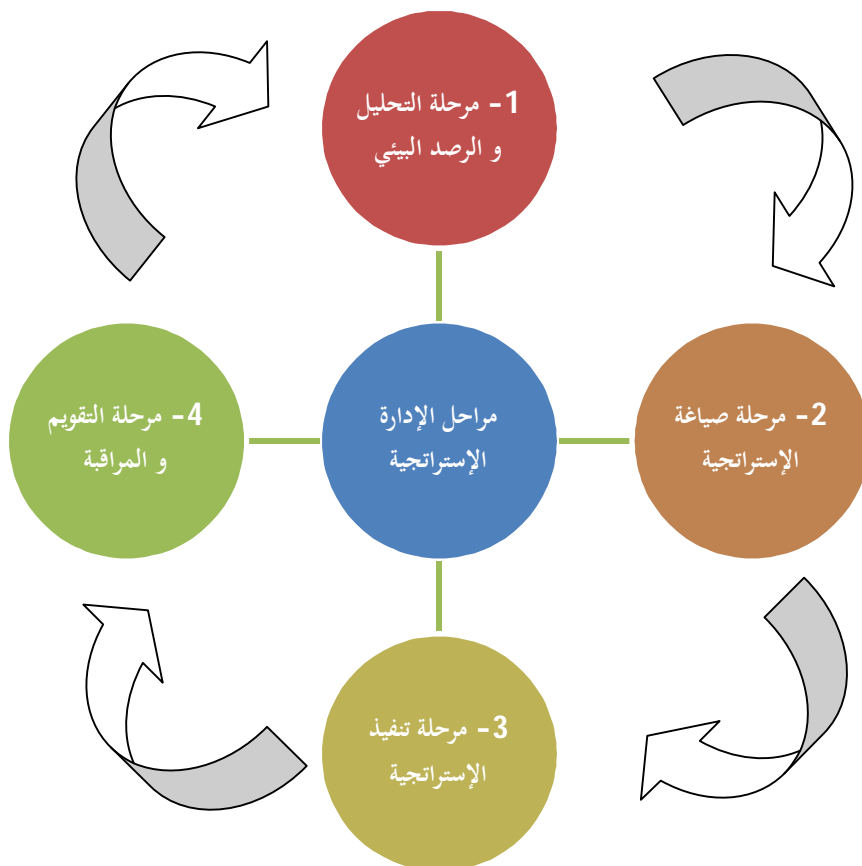 1- مرحلة التحليل
و الرصد البيئي
2- مرحلة صياغة
الإستراتجية
مراحل الإدارة
الإستراتجية
4- مرحلة التقويم
و المراقبة
3- مرحلة تنفيذ
الإستراتجية